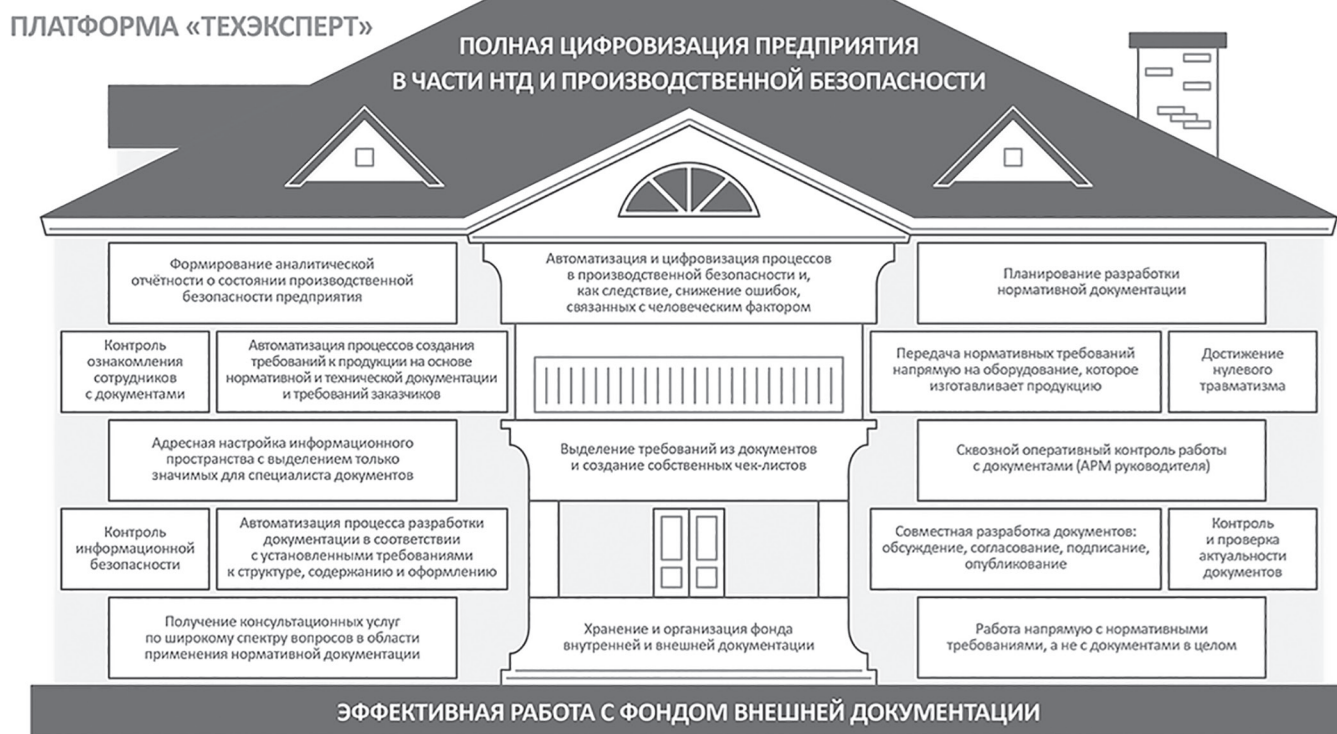 ПЛАТФОРМА «ТЕХЭКСПЕРТ»
ПОЛНАЯ ЦИФРОВИЗАЦИЯ ПРЕДПРИЯТИЯ
В ЧАСТИ НТД И ПРОИЗВОДСТВЕННОЙ БЕЗОПАСНОСТИ
Формирование аналитической
отчётности о состоянии производственной
безопасности предприятия
Автоматизация и цифровизация процессов
в производственной безопасности и,
как следствие, снижение ошибок,
связанных с человеческим фактором
Планирование разработки
нормативной документации
Контроль
ознакомления
сотрудников
с документами
Автоматизация процессов создания
требований к продукции на основе
нормативной и технической документации
и требований заказчиков
Передача нормативных требований
напрямую на оборудование, которое
изготавливает продукцию
Достижение
нулевого
травматизма
Адресная настройка информационного
пространства с выделением только
значимых для специалиста документов
Выделение требований из документов
и создание собственных чек-листов
Сквозной оперативный контроль работы
с документами (АРМ руководителя)
Контроль
информационной
безопасности
Автоматизация процесса разработки
документации в соответствии
с установленными требованиями
к структуре, содержанию и оформлению
Совместная разработка документов:
обсуждение, согласование, подписание,
опубликование
Контроль
и проверка
актуальности
документов
Получение консультационных услуг
по широкому спектру вопросов в области
применения нормативной документации
Хранение и организация фонда
внутренней и внешней документации
Работа напрямую с нормативными
требованиями, а не с документами в целом
ЭФФЕКТИВНАЯ РАБОТА С ФОНДОМ ВНЕШНЕЙ ДОКУМЕНТАЦИИ